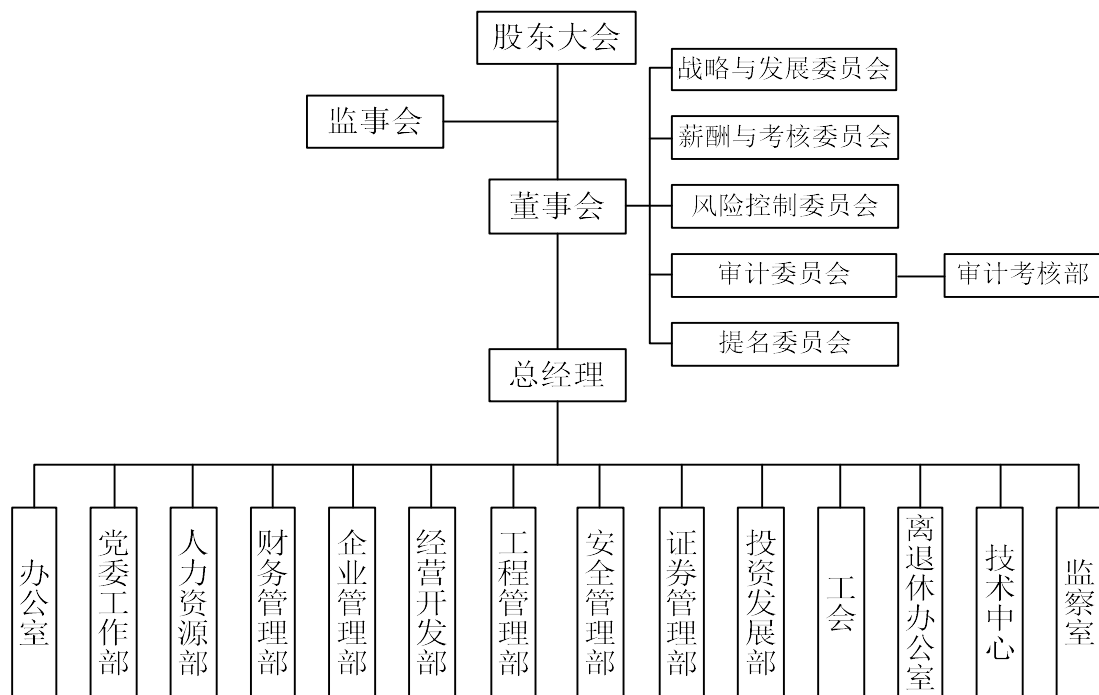 股东大会
战略与发展委员会
监事会
薪酬与考核委员会
董事会
风险控制委员会
审计委员会
审计考核部
提名委员会
总经理
办公室
党委工作部
人力资源部
财务管理部
企业管理部
经营开发部
工程管理部
安全管理部
证券管理部
投资发展部
工会
离退休办公室
技术中心
监察室